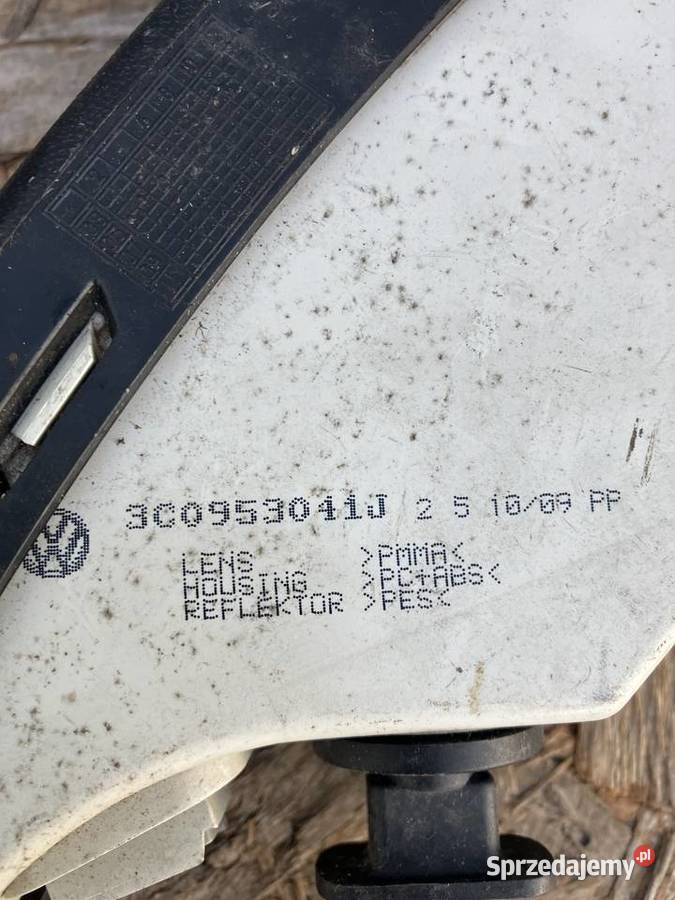 3C0953041J 2 5 10/09 PP
LENS >PMMA<
HOUSING >PC+ABS<
REFLEKTOR >PES<
Sprzedajemy.pl